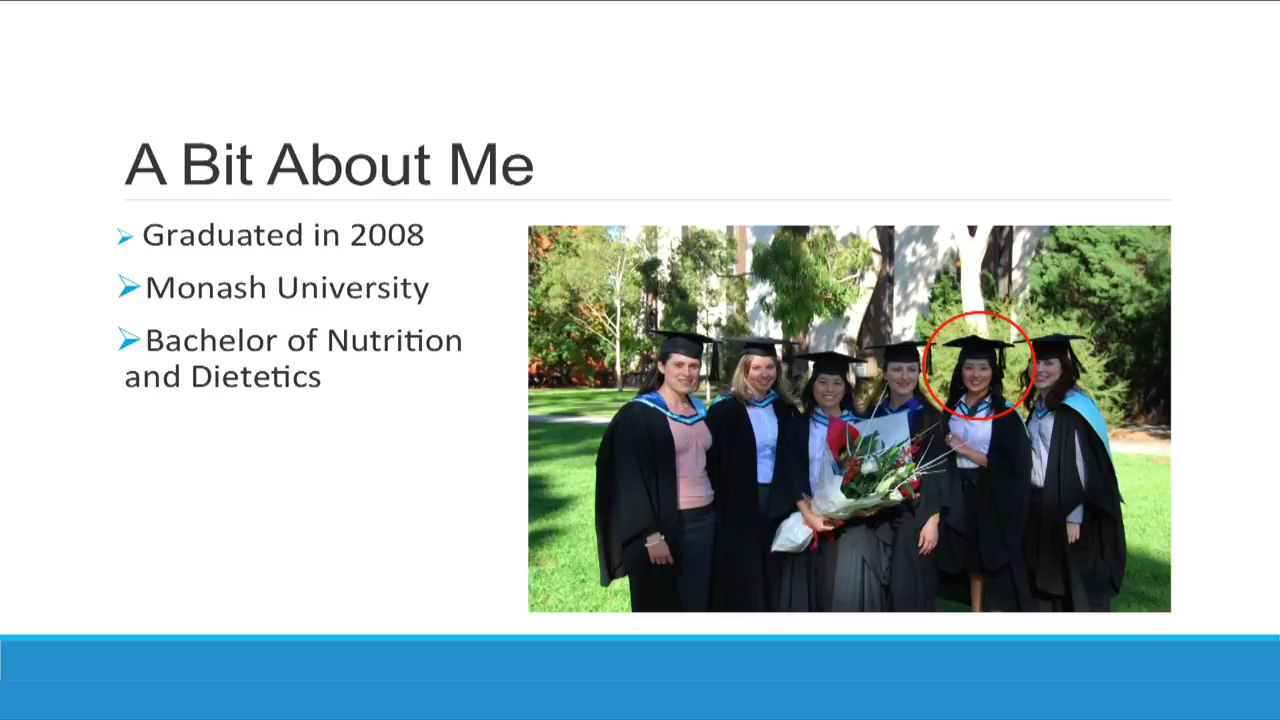 A Bit About Me
Graduated in 2008
Monash University
Bachelor of Nutrition
and Dietetics